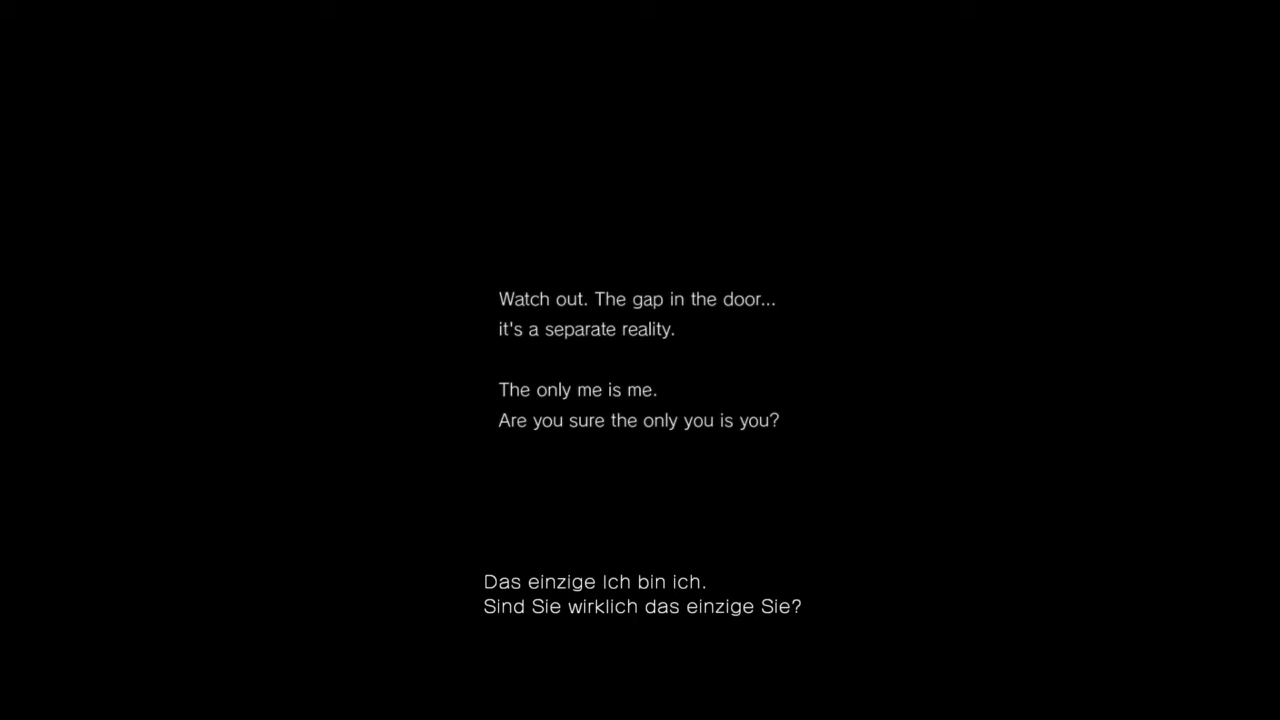 Watch out. The gap in the door...
it's a separate reality.
The only me is me.
Are you sure the only you is you?
Das einzige Ich bin ich.
Sind Sie wirklich das einzige Sie?